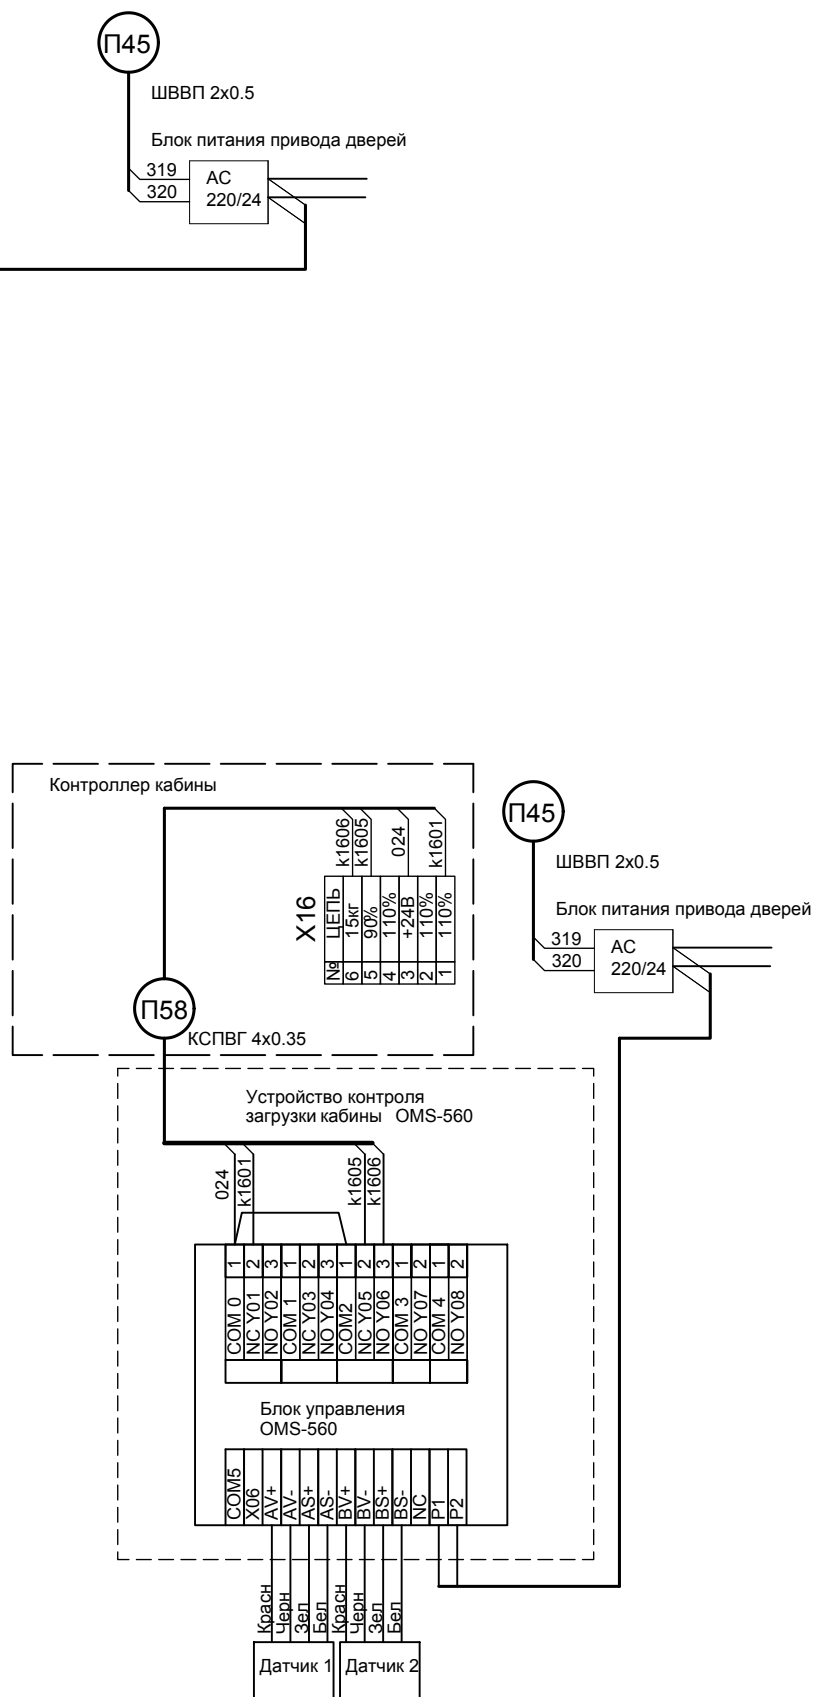 П45
ШВВП 2х0.5
Блок питания привода дверей
319
320
AC
220/24
Контроллер кабины
k1606
k1605
024
k1601
X16
№ ЦЕПЬ
6 15кг
5 90%
4 110%
3 +24В
2 110%
1 110%
П58
КСПВГ 4х0.35
П45
ШВВП 2х0.5
Блок питания привода дверей
319
320
AC
220/24
Устройство контроля
загрузки кабины OMS-560
024
k1601
k1605
k1606
COM 0 1
NC Y01 2
NO Y02 3
COM 1 1
NC Y03 2
NO Y04 3
COM2 1
NC Y05 2
NO Y06 3
COM 3 1
NO Y07 2
COM 4 1
NO Y08 2
Блок управления
OMS-560
COM5
X06
AV+
AV-
AS+
AS-
BV+
BV-
BS+
BS-
NC
P1
P2
Красн
Черн
Зел
Бел
Красн
Черн
Зел
Бел
Датчик 1
Датчик 2